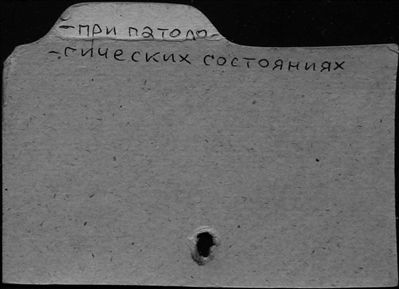 - при патоло-
- гических состояниях